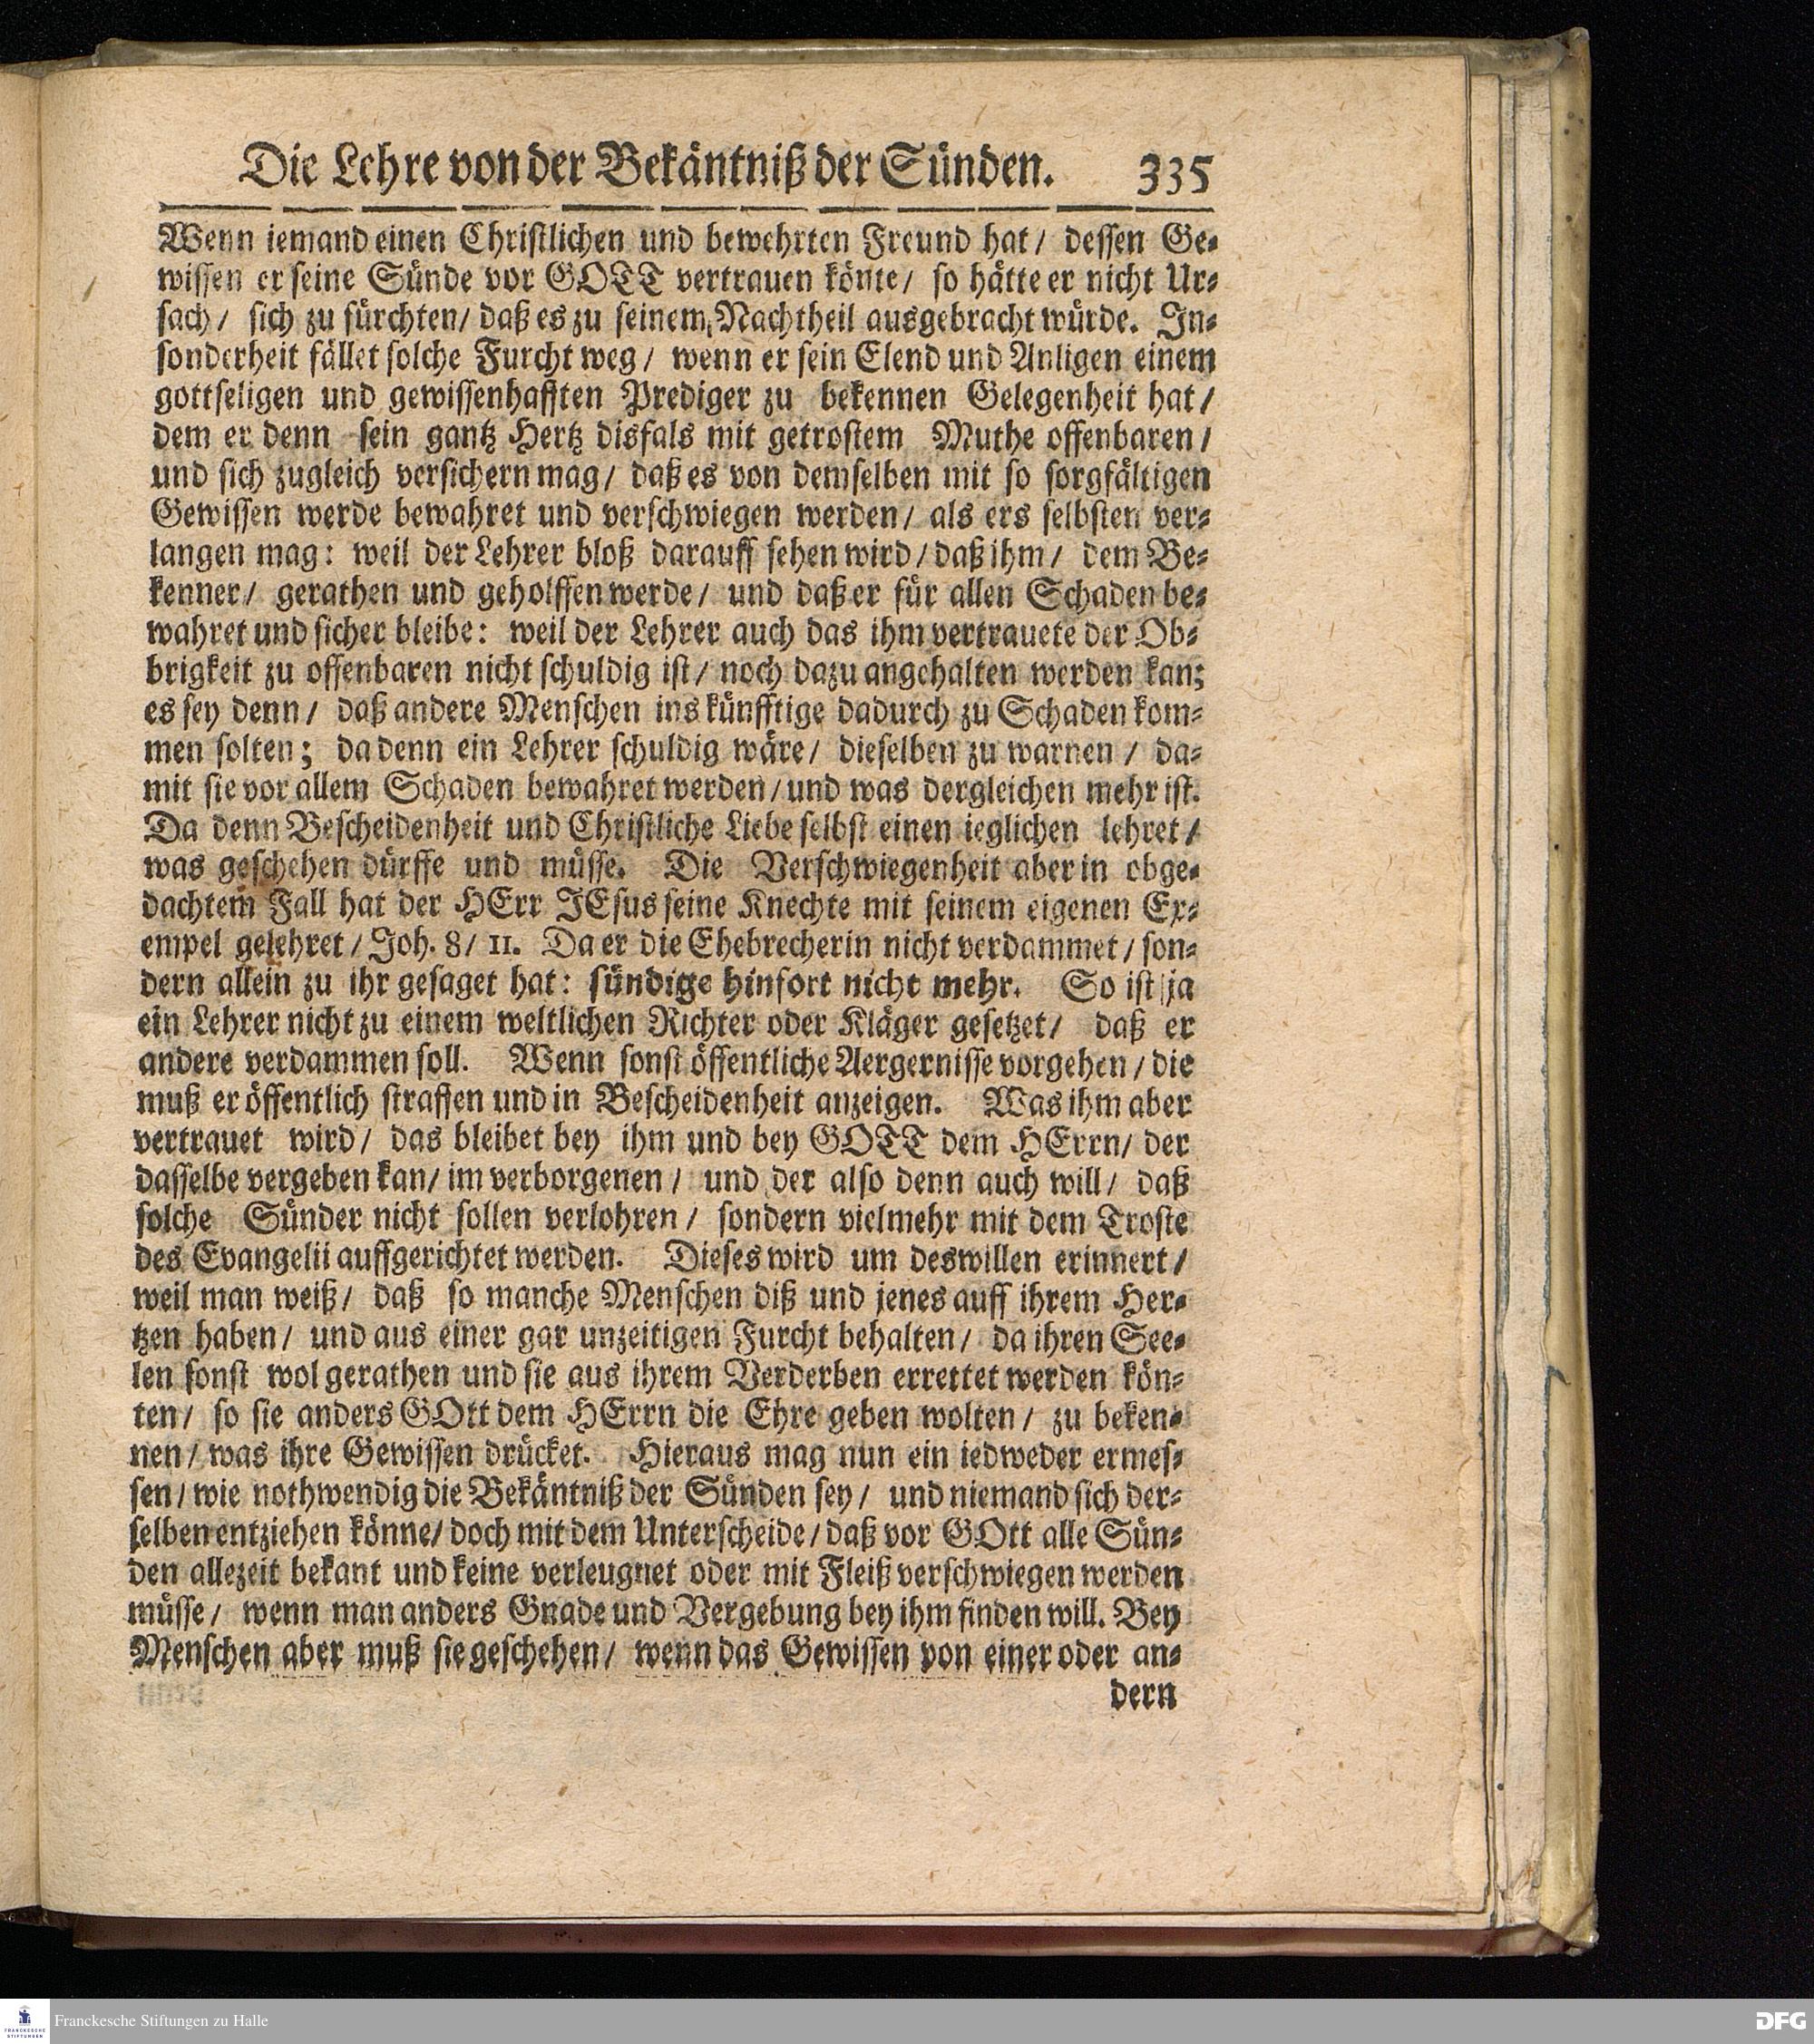 Die Lehre von der Bekäntniß der Sünden. 335
Wenn iemand einen Christlichen und bewehrten Freund hat / dessen Ge-
wissen er seine Sünde vor GOTT vertrauen könte / so hätte er nicht Ur-
sach / sich zu fürchten / daß es zu seinem Nachtheil ausgebracht würde. In-
sonderheit fället solche Furcht weg / wenn er sein Elend und Anligen einem
gottseligen und gewissenhafften Prediger zu bekennen Gelegenheit hat /
dem er denn sein gantz Hertz disfals mit getrostem Muthe offenbaren /
und sich zugleich versichern mag / daß es von demselben mit so sorgfältigen
Gewissen werde bewahret und verschwiegen werden / als ers selbsten ver-
langen mag: weil der Lehrer bloß darauff sehen wird / daß ihm / dem Be-
kenner / gerathen und geholffen werde / und daß er für allen Schaden be-
wahret und sicher bleibe: weil der Lehrer auch das ihm vertrauete der Ob-
brigkeit zu offenbaren nicht schuldig ist / noch dazu angehalten werden kan;
es sey denn / daß andere Menschen ins künfftige dadurch zu Schaden kom-
men solten; da denn ein Lehrer schuldig wäre / dieselben zu warnen / da-
mit sie vor allem Schaden bewahret werden / und was dergleichen mehr ist.
Da denn Bescheidenheit und Christliche Liebe selbst einen ieglichen lehret /
was geschehen dürffe und müsse. Die Verschwiegenheit aber in obge-
dachtem Fall hat der HErr JEsus seine Knechte mit seinem eigenen Ex-
empel gelehret / Joh. 8 / 11. Da er die Ehebrecherin nicht verdammet / son-
dern allein zu ihr gesaget hat: sündige hinfort nicht mehr. So ist ja
ein Lehrer nicht zu einem weltlichen Richter oder Kläger gesetzet / daß er
andere verdammen soll. Wenn sonst öffentliche Aergernisse vorgehen / die
muß er öffentlich straffen und in Bescheidenheit anzeigen. Was ihm aber
vertrauet wird / das bleibet bey ihm und bey GOTT dem HErrn / der
dasselbe vergeben kan / im verborgenen / und der also denn auch will / daß
solche Sünder nicht sollen verlohren / sondern vielmehr mit dem Troste
des Evangelii auffgerichtet werden. Dieses wird um deswillen erinnert /
weil man weiß / daß so manche Menschen diß und jenes auff ihrem Her-
tzen haben / und aus einer gar unzeitigen Furcht behalten / da ihren See-
len sonst wol gerathen und sie aus ihrem Verderben errettet werden kön-
ten / so sie anders GOtt dem HErrn die Ehre geben wolten / zu beken-
nen / was ihre Gewissen drücket. Hieraus mag nun ein iedweder ermes-
sen / wie nothwendig die Bekäntniß der Sünden sey / und niemand sich der-
selben entziehen könne / doch mit dem Unterscheide / daß vor GOtt alle Sün-
den allezeit bekant und keine verleugnet oder mit Fleiß verschwiegen werden
müsse / wenn man anders Gnade und Vergebung bey ihm finden will. Bey
Menschen aber muß sie geschehen / wenn das Gewissen von einer oder an-
dern
FRANCKESCHE STIFTUNGEN
Franckesche Stiftungen zu Halle
DFG